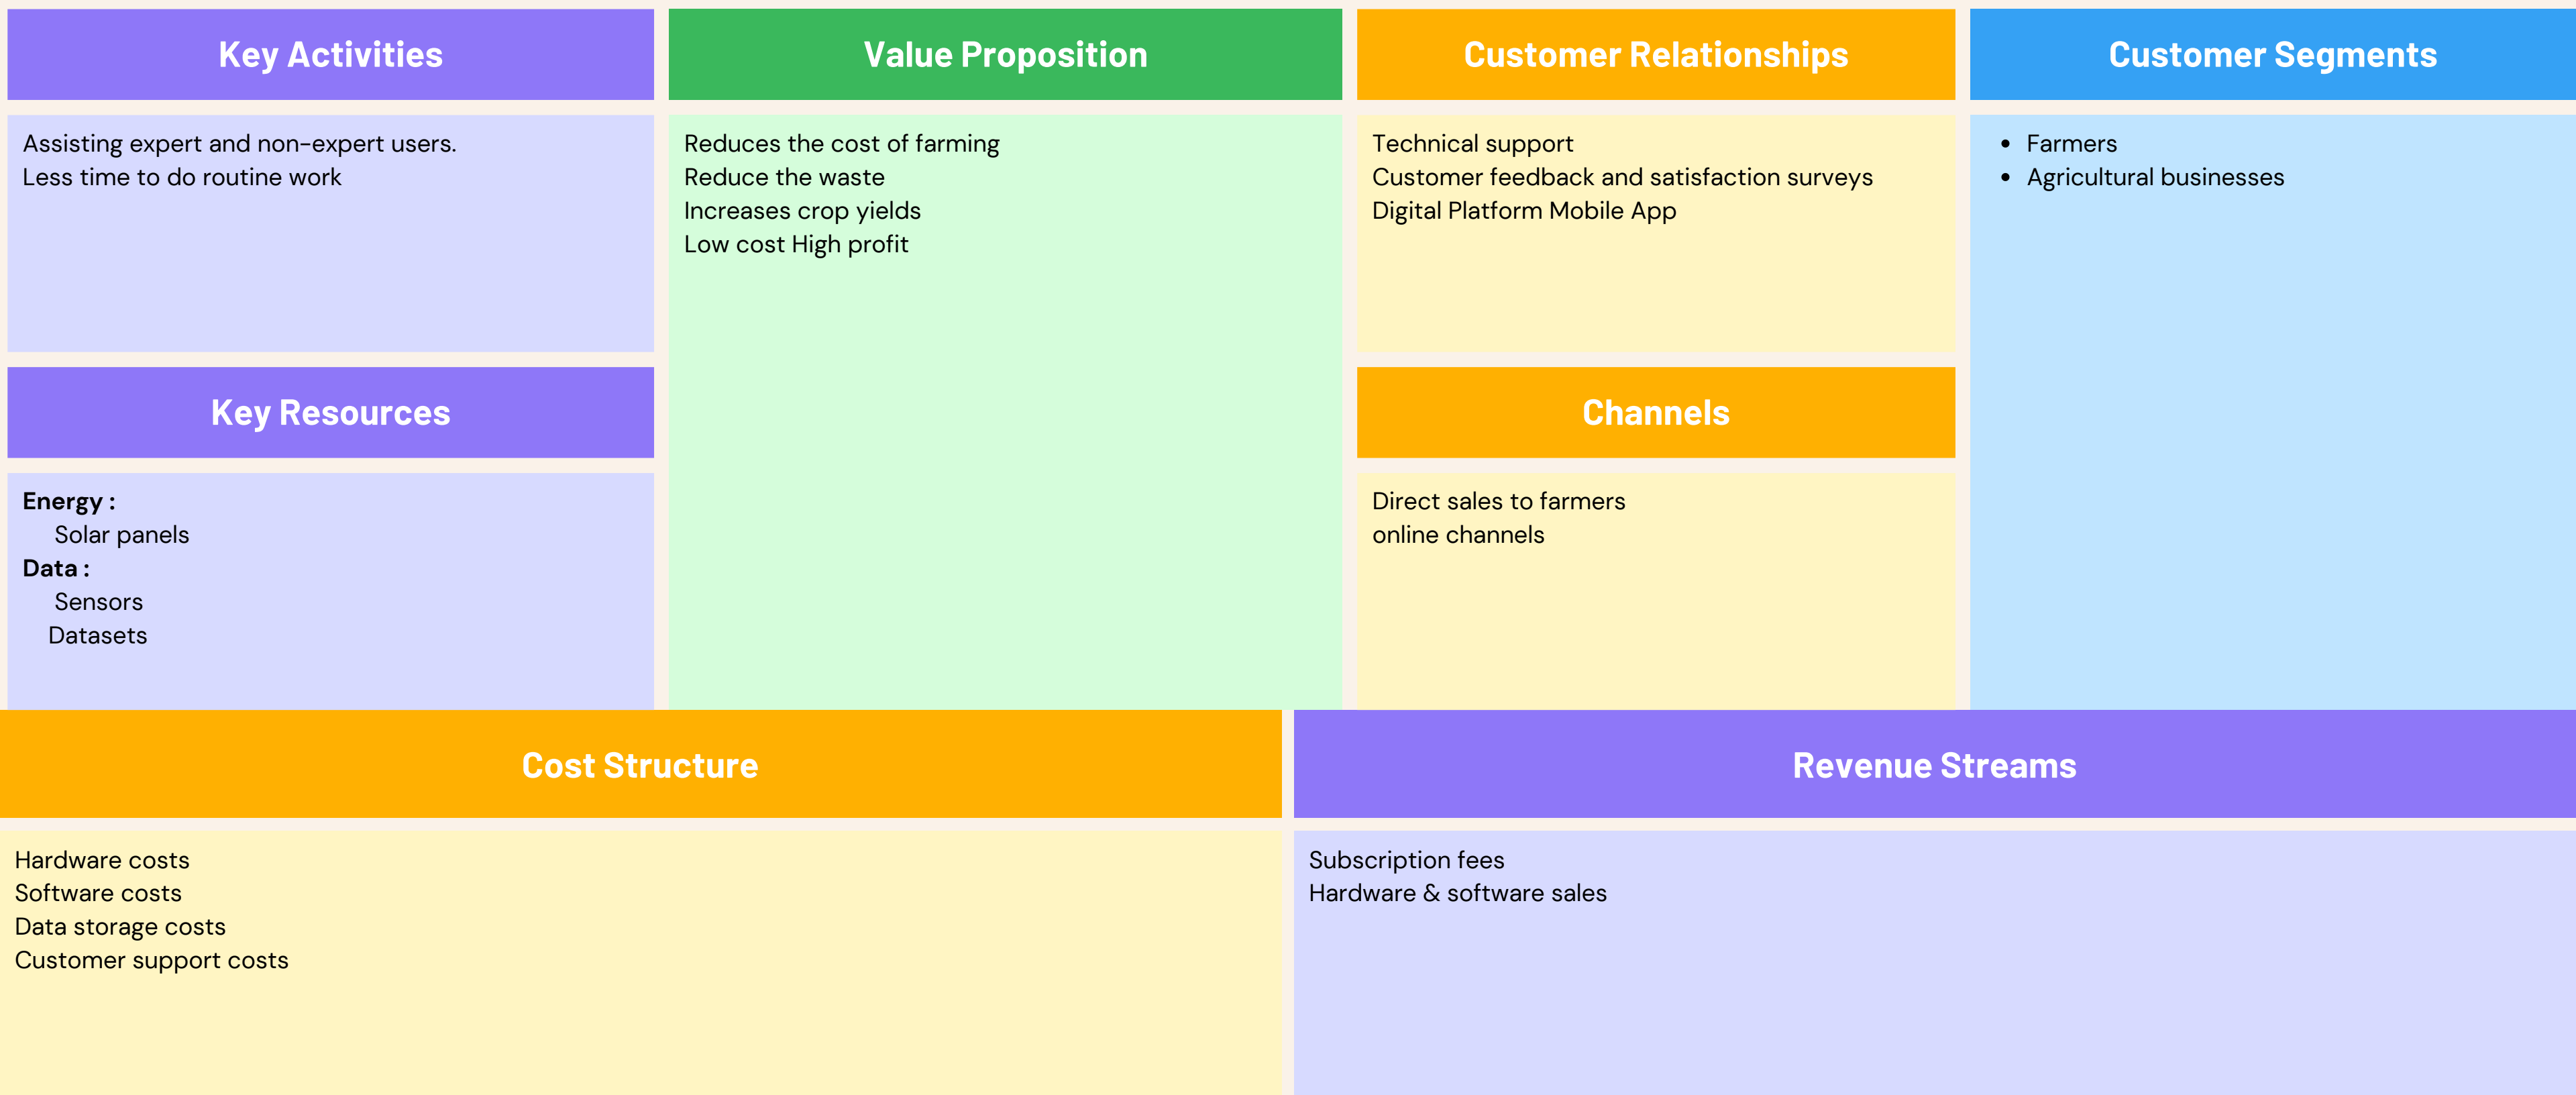 Key Activities
Assisting expert and non-expert users.
Less time to do routine work
Key Resources
Energy :
Solar panels
Data :
Sensors
Datasets
Value Proposition
Reduces the cost of farming
Reduce the waste
Increases crop yields
Low cost High profit
Customer Relationships
Technical support
Customer feedback and satisfaction surveys
Digital Platform Mobile App
Channels
Direct sales to farmers
online channels
Customer Segments
• Farmers
• Agricultural businesses
Cost Structure
Hardware costs
Software costs
Data storage costs
Customer support costs
Revenue Streams
Subscription fees
Hardware & software sales